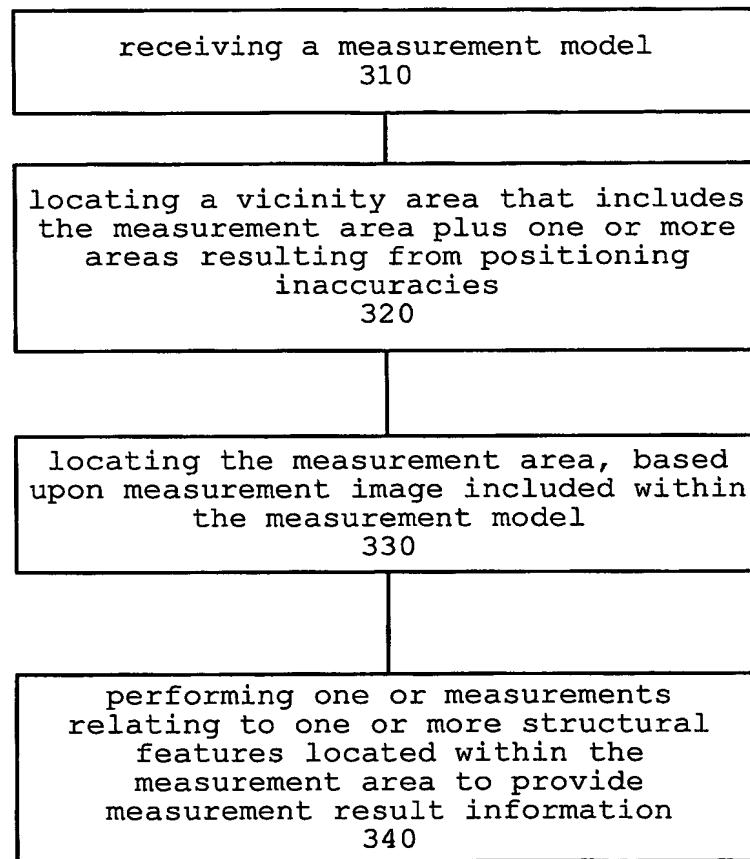 receiving a measurement model
310
locating a vicinity area that includes
the measurement area plus one or more
areas resulting from positioning
inaccuracies
320
locating the measurement area, based
upon measurement image included within
the measurement model
330
performing one or measurements
relating to one or more structural
features located within the
measurement area to provide
measurement result information
340